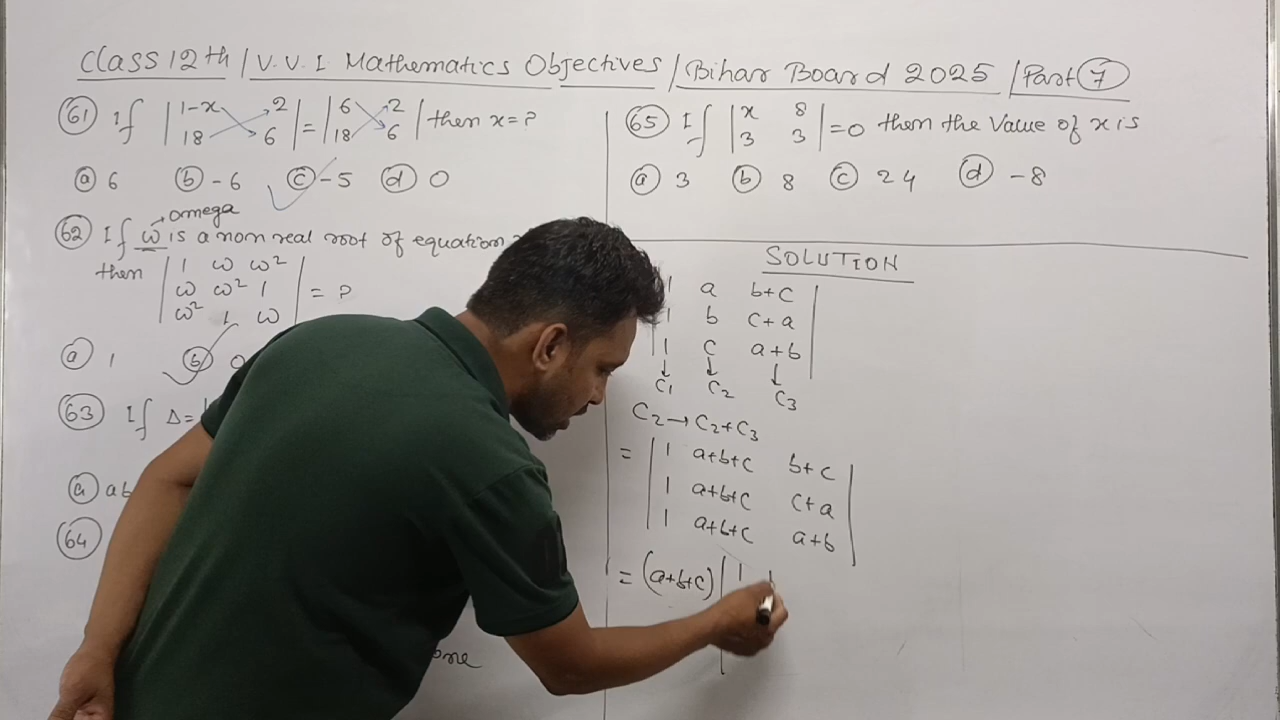 Class 12th / V.V.I Mathematics Objectives / Bihar Board 2025 / Part 7
61 If | 1-x 2 | = | 6 2 | then x = ?
18 6 18 6
a 6 b -6 c -5 d 0
omega
62 If ω is a non real root of equation
then | 1 ω ω² |
| ω ω² 1 | = ?
| ω² 1 ω |
a 1 b 0
63 If Δ =
a ab
64
one
65 If | x 8 | = 0 then the Value of x is
3 3
a 3 b 8 c 24 d -8
SOLUTION
1 a b+c |
1 b c+a |
| 1 c a+b |
↓ ↓ ↓
C₁ C₂ C₃
C₂ → C₂+C₃
= | 1 a+b+c b+c |
| 1 a+b+c c+a |
| 1 a+b+c a+b |
= (a+b+c) | 1 1